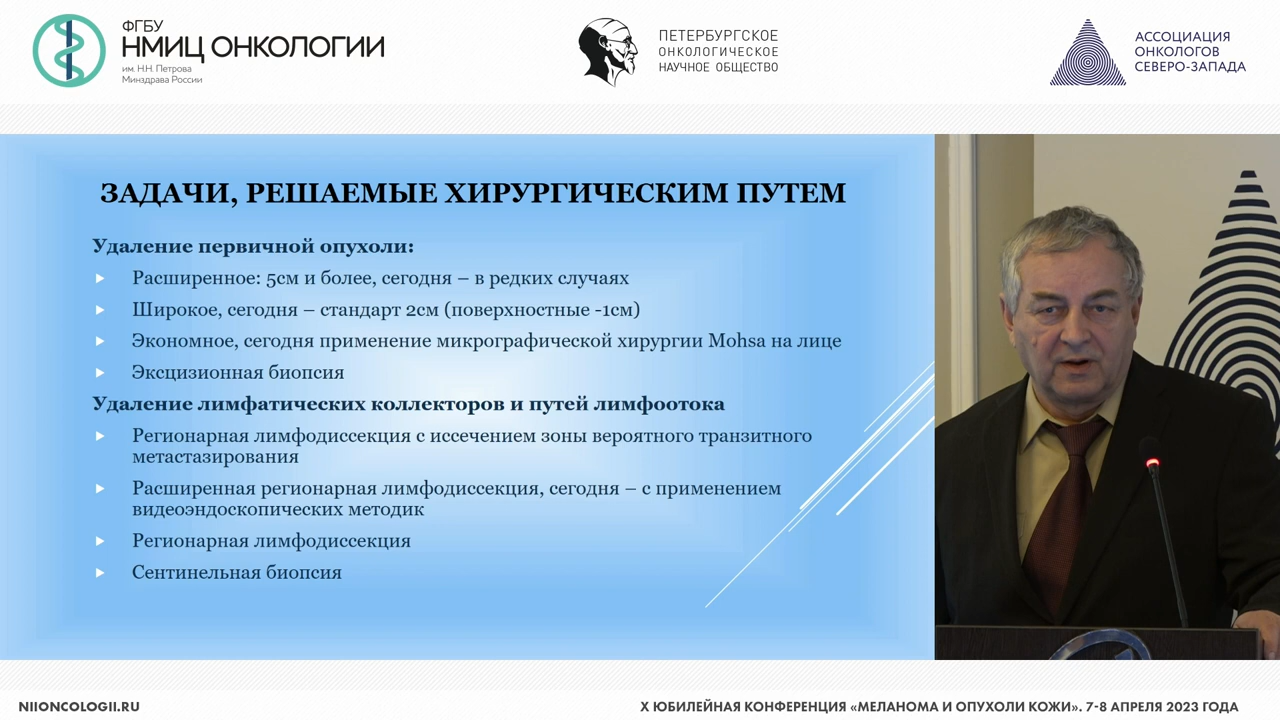 ФГБУ
НМИЦ ОНКОЛОГИИ
им. Н.Н. Петрова
Минздрава России
ПЕТЕРБУРГСКОЕ
ОНКОЛОГИЧЕСКОЕ
НАУЧНОЕ ОБЩЕСТВО
АССОЦИАЦИЯ
ОНКОЛОГОВ
СЕВЕРО-ЗАПАДА
ЗАДАЧИ, РЕШАЕМЫЕ ХИРУРГИЧЕСКИМ ПУТЕМ
Удаление первичной опухоли:
Расширенное: 5см и более, сегодня – в редких случаях
Широкое, сегодня – стандарт 2см (поверхностные -1см)
Экономное, сегодня применение микрографической хирургии Mohsa на лице
Эксцизионная биопсия
Удаление лимфатических коллекторов и путей лимфоотока
Регионарная лимфодиссекция с иссечением зоны вероятного транзитного
метастазирования
Расширенная регионарная лимфодиссекция, сегодня – с применением
видеоэндоскопических методик
Регионарная лимфодиссекция
Сентинельная биопсия
NIIONCOLOGII.RU
X ЮБИЛЕЙНАЯ КОНФЕРЕНЦИЯ «МЕЛАНОМА И ОПУХОЛИ КОЖИ». 7-8 АПРЕЛЯ 2023 ГОДА